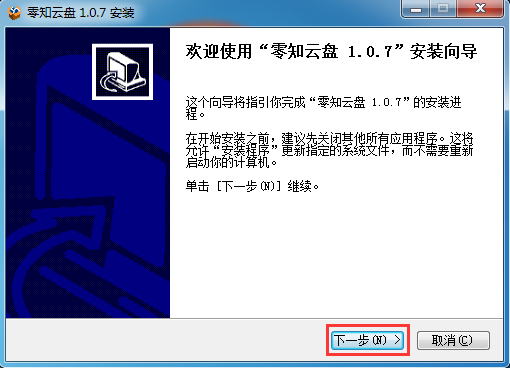 零知云盘 1.0.7 安装
欢迎使用“零知云盘 1.0.7”安装向导
这个向导将指引你完成“零知云盘 1.0.7”的安装进
程。
在开始安装之前，建议先关闭其他所有应用程序。这将
允许“安装程序”更新指定的系统文件，而不需要重新
启动你的计算机。
单击 [下一步(N)] 继续。
下一步(N) >
取消(C)